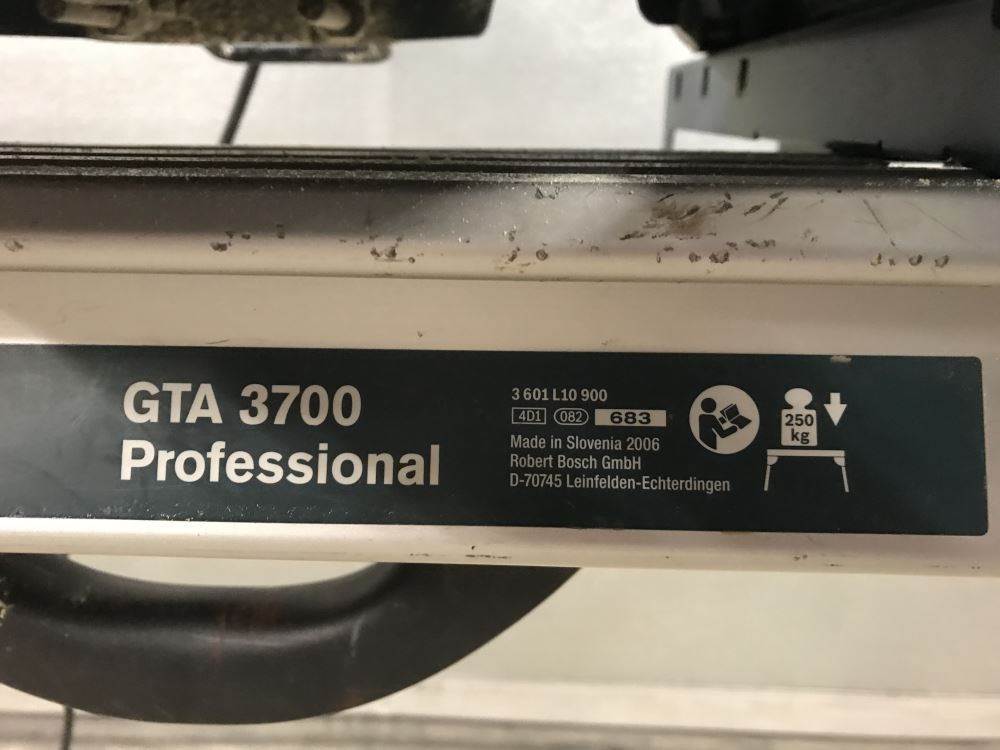 GTA 3700
Professional
3 601 L10 900
4D1 082 683
Made in Slovenia 2006
Robert Bosch GmbH
D-70745 Leinfelden-Echterdingen
250
kg